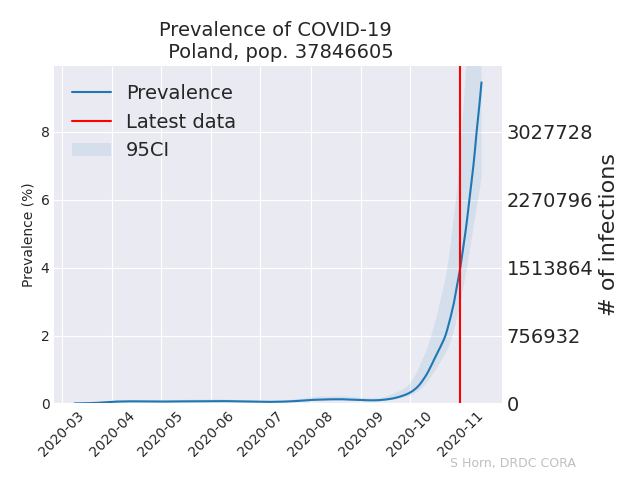 Prevalence of COVID-19
Poland, pop. 37846605
Prevalence
Latest data
95CI
Prevalence (%)
8
6
4
2
0
3027728
2270796
1513864
756932
0
# of infections
2020-03
2020-04
2020-05
2020-06
2020-07
2020-08
2020-09
2020-10
2020-11
S Horn, DRDC CORA